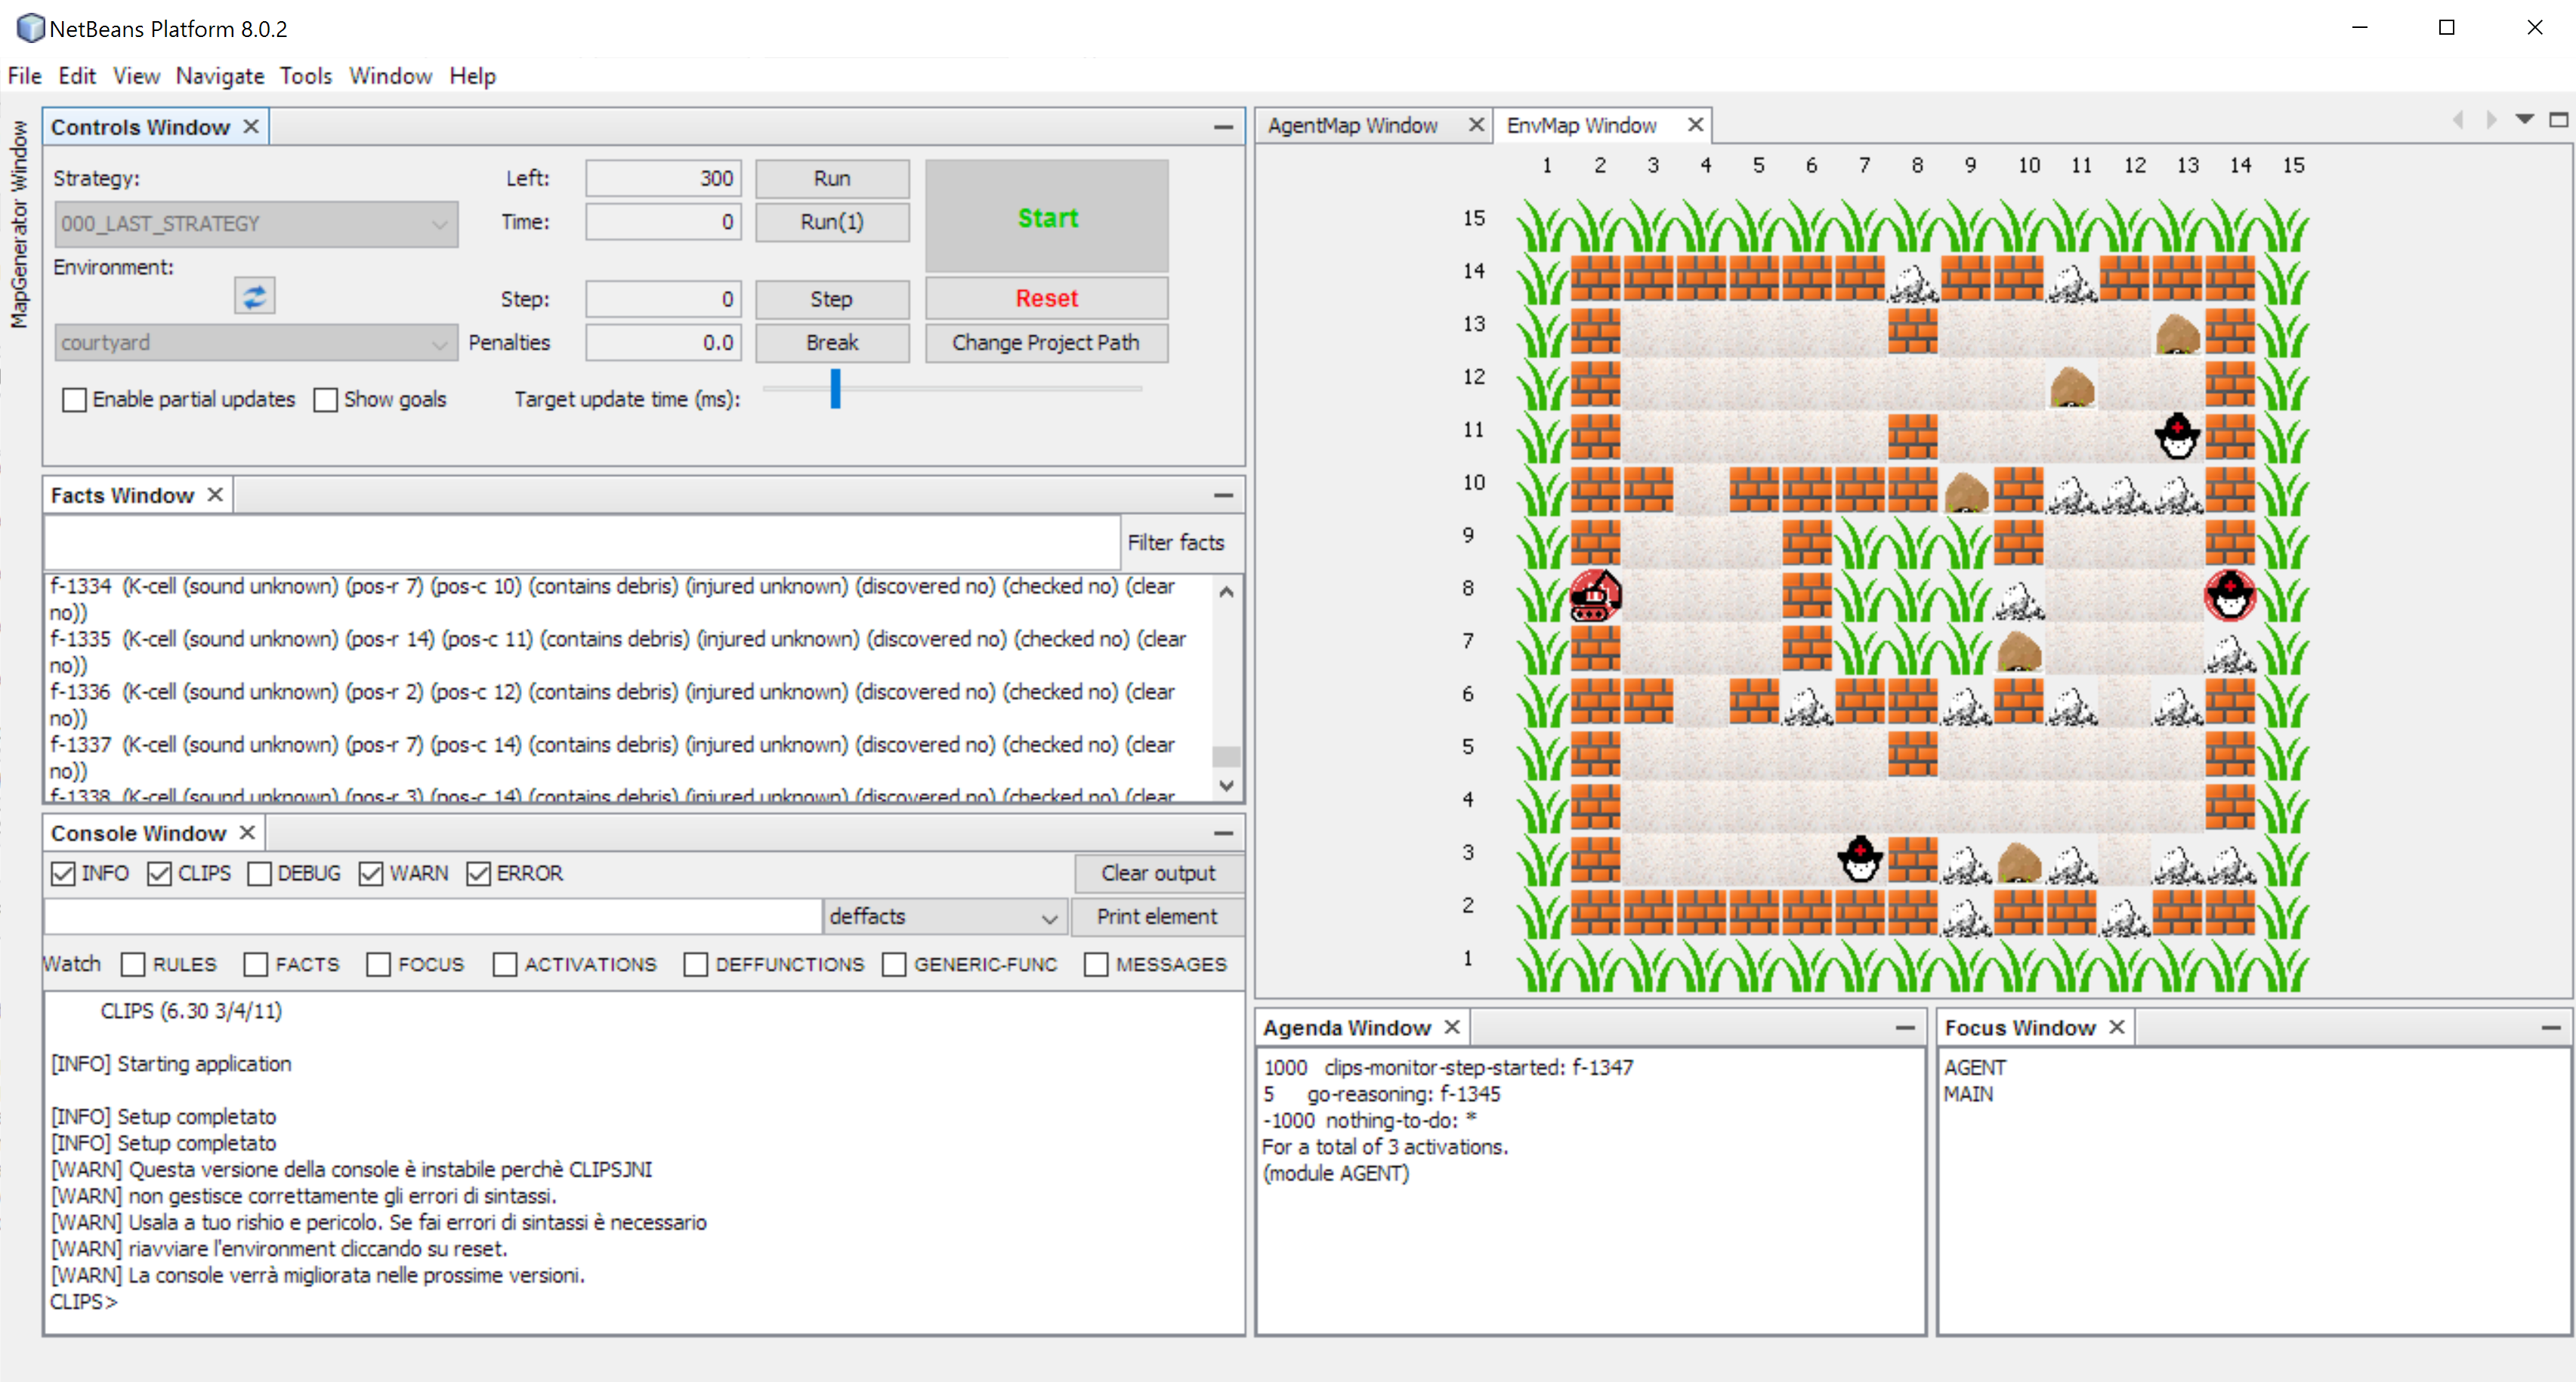 NetBeans Platform 8.0.2
File Edit View Navigate Tools Window Help
MapGenerator Window
Controls Window
Strategy:
000_LAST_STRATEGY
Environment:
courtyard
Enable partial updates Show goals
Left: 300 Run
Time: 0 Run(1)
Start
Step: 0 Step
Reset
Penalties 0.0 Break
Change Project Path
Target update time (ms):
Facts Window
Filter facts
f-1334 (K-cell (sound unknown) (pos-r 7) (pos-c 10) (contains debris) (injured unknown) (discovered no) (checked no) (clear
no))
f-1335 (K-cell (sound unknown) (pos-r 14) (pos-c 11) (contains debris) (injured unknown) (discovered no) (checked no) (clear
no))
f-1336 (K-cell (sound unknown) (pos-r 2) (pos-c 12) (contains debris) (injured unknown) (discovered no) (checked no) (clear
no))
f-1337 (K-cell (sound unknown) (pos-r 7) (pos-c 14) (contains debris) (injured unknown) (discovered no) (checked no) (clear
no))
f-1338 (K-cell (sound unknown) (pos-r 3) (pos-c 14) (contains debris) (injured unknown) (discovered no) (checked no) (clear
Console Window
INFO CLIPS DEBUG WARN ERROR
Clear output
deffacts
Print element
Watch RULES FACTS FOCUS ACTIVATIONS DEFFUNCTIONS GENERIC-FUNC MESSAGES
CLIPS (6.30 3/4/11)
[INFO] Starting application
[INFO] Setup completato
[INFO] Setup completato
[WARN] Questa versione della console è instabile perchè CLIPSJNI
[WARN] non gestisce correttamente gli errori di sintassi.
[WARN] Usala a tuo rishio e pericolo. Se fai errori di sintassi è necessario
[WARN] riavviare l'environment cliccando su reset.
[WARN] La console verrà migliorata nelle prossime versioni.
CLIPS>
AgentMap Window
EnvMap Window
1 2 3 4 5 6 7 8 9 10 11 12 13 14 15
15
14
13
12
11
10
9
8
7
6
5
4
3
2
1
Agenda Window
1000 clips-monitor-step-started: f-1347
5 go-reasoning: f-1345
-1000 nothing-to-do: *
For a total of 3 activations.
(module AGENT)
Focus Window
AGENT
MAIN